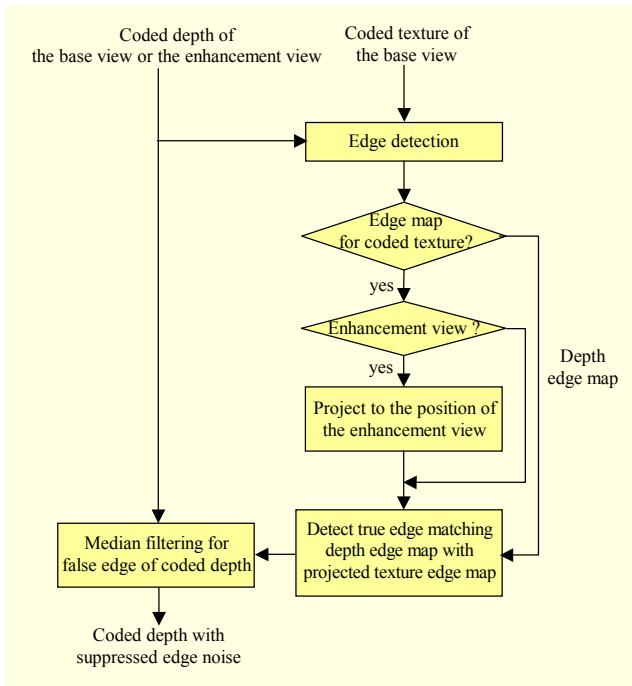 Coded depth of
the base view or the enhancement view
Coded texture of
the base view
Edge detection
Edge map
for coded texture?
yes
Enhancement view ?
yes
Depth
edge map
Project to the position of
the enhancement view
Detect true edge matching
depth edge map with
projected texture edge map
Median filtering for
false edge of coded depth
Coded depth with
suppressed edge noise